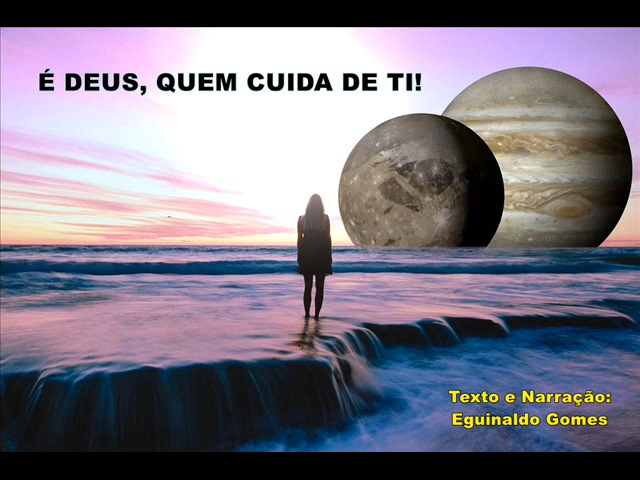 É DEUS, QUEM CUIDA DE TI!
Texto e Narração:
Eguinaldo Gomes